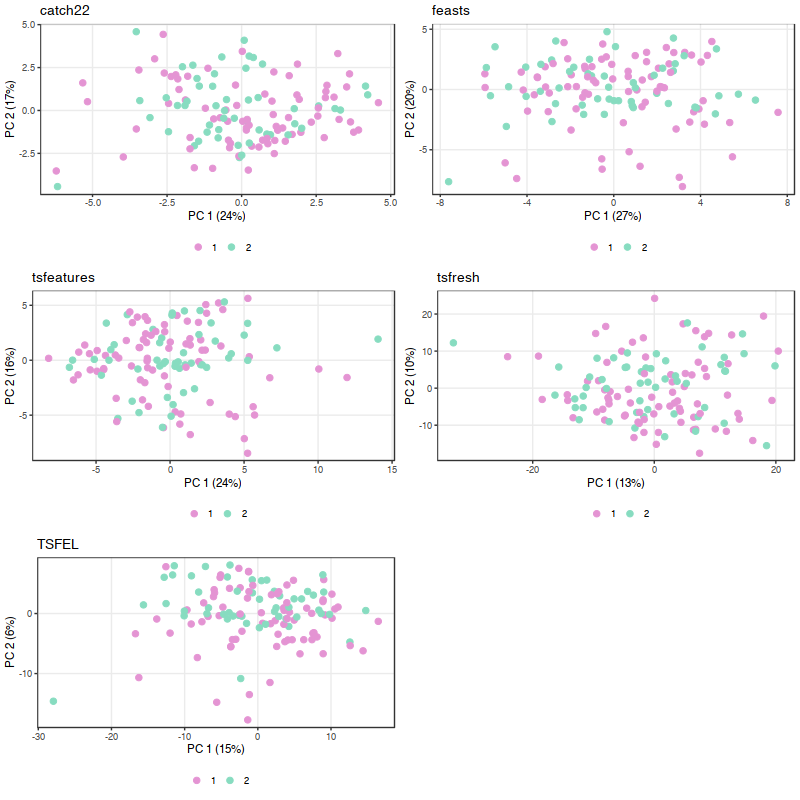 catch22
5.0
2.5
0.0
-2.5
PC 2 (17%)
-5.0 -2.5 0.0 2.5 5.0
PC 1 (24%)
1 2
feasts
5
0
-5
PC 2 (20%)
-8 -4 0 4 8
PC 1 (27%)
1 2
tsfeatures
5
0
-5
PC 2 (16%)
-5 0 5 10 15
PC 1 (24%)
1 2
tsfresh
20
10
0
-10
PC 2 (10%)
-20 0 20
PC 1 (13%)
1 2
TSFEL
0
-10
PC 2 (6%)
-30 -20 -10 0 10
PC 1 (15%)
1 2